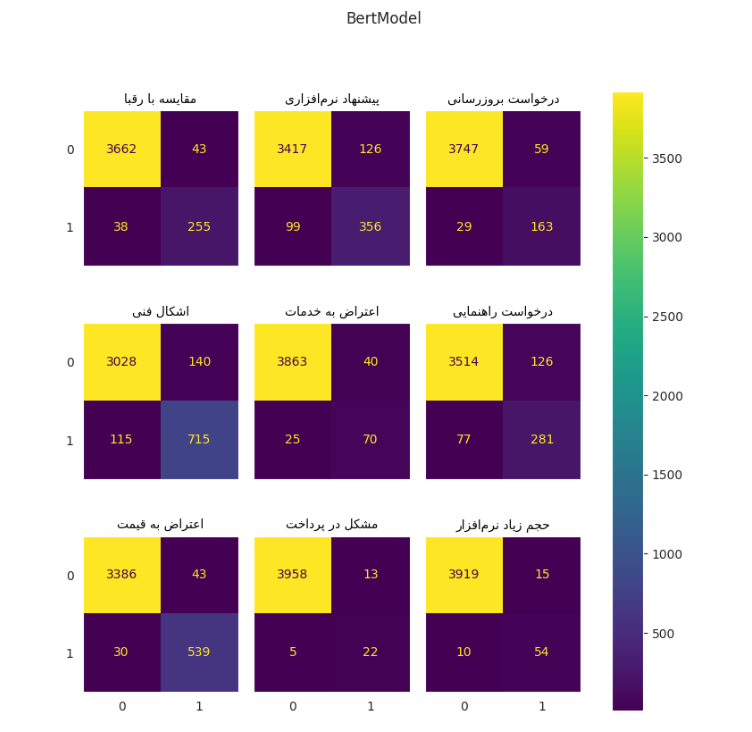 BertModel
مقایسه با رقبا
پیشنهاد نرم‌افزاری
درخواست بروزرسانی
0 3662 43 3417 126 3747 59 3500
1 38 255 99 356 29 163 3000
اشکال فنی
اعتراض به خدمات
درخواست راهنمایی
2500
0 3028 140 3863 40 3514 126
2000
1 115 715 25 70 77 281
1500
اعتراض به قیمت
مشکل در پرداخت
حجم زیاد نرم‌افزار
1000
0 3386 43 3958 13 3919 15
500
1 30 539 5 22 10 54
0 1 0 1 0 1